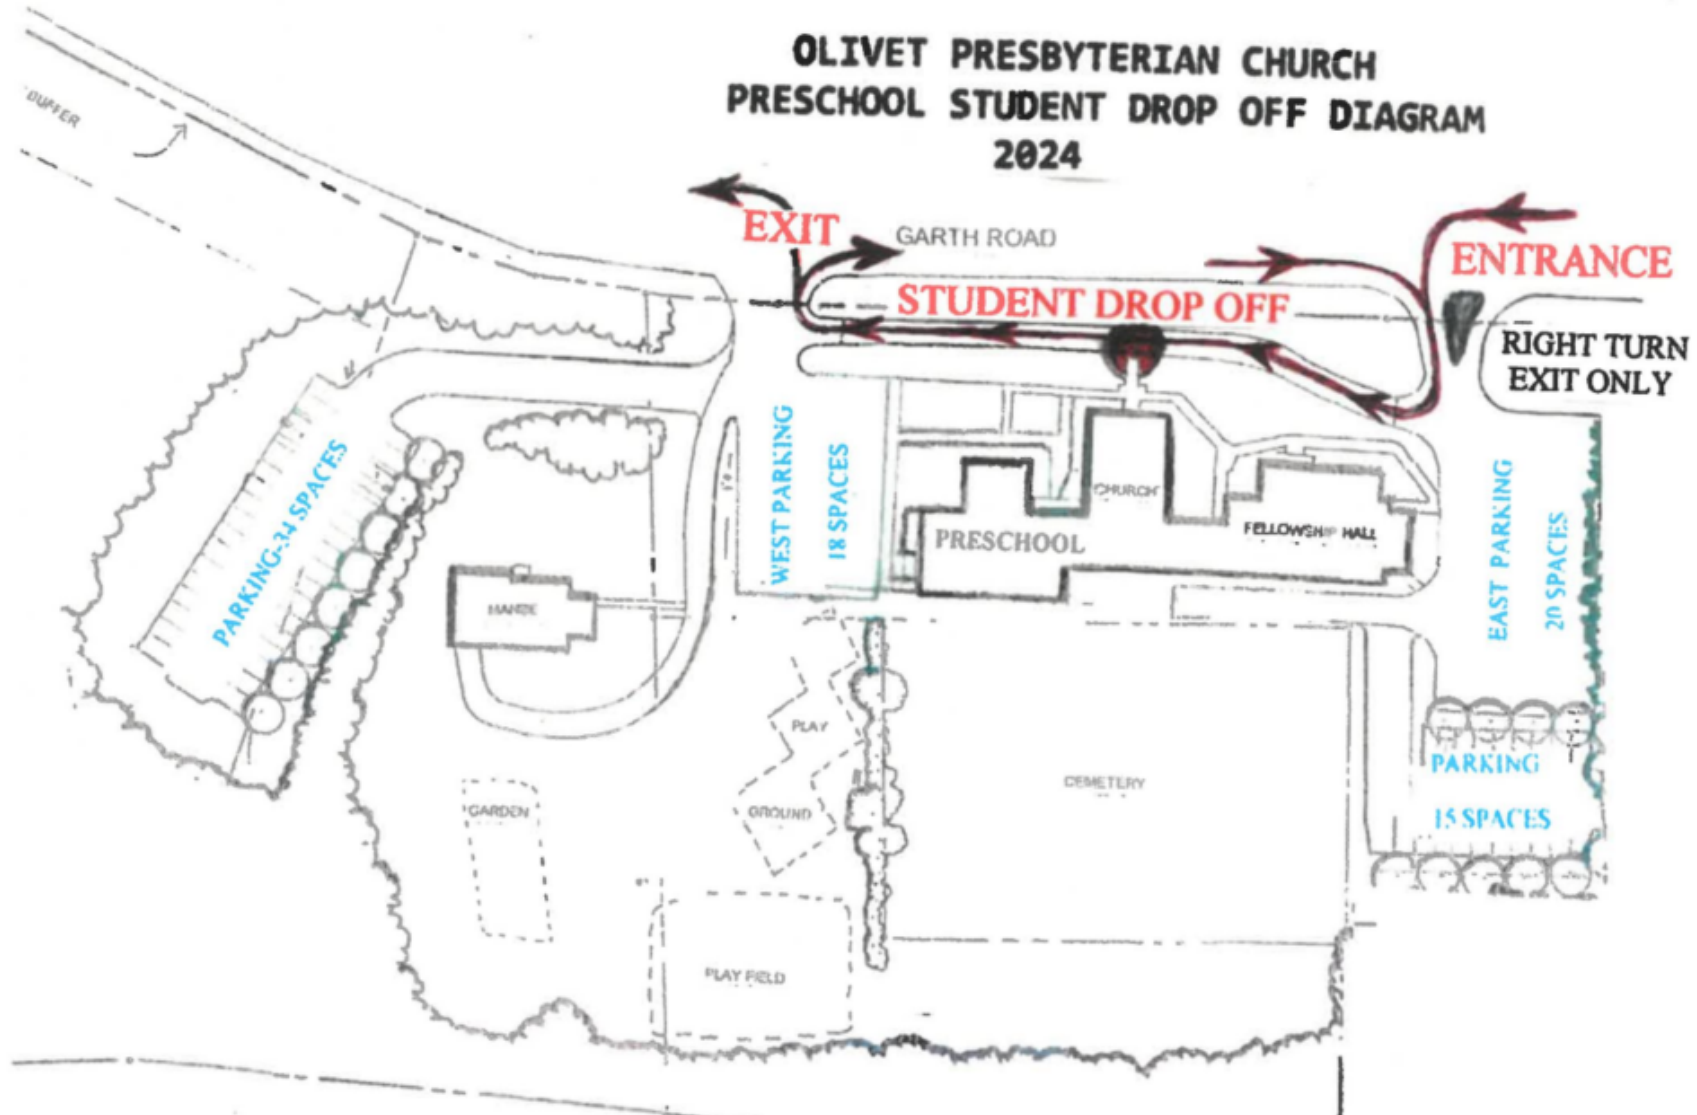 OLIVET PRESBYTERIAN CHURCH
PRESCHOOL STUDENT DROP OFF DIAGRAM
2024
BUFFER
EXIT
GARTH ROAD
ENTRANCE
STUDENT DROP OFF
RIGHT TURN
EXIT ONLY
PARKING-34 SPACES
WEST PARKING
18 SPACES
CHURCH
PRESCHOOL
FELLOWSHIP HALL
EAST PARKING
20 SPACES
MANSE
PLAY
GROUND
GARDEN
CEMETERY
PARKING
15 SPACES
PLAY FIELD